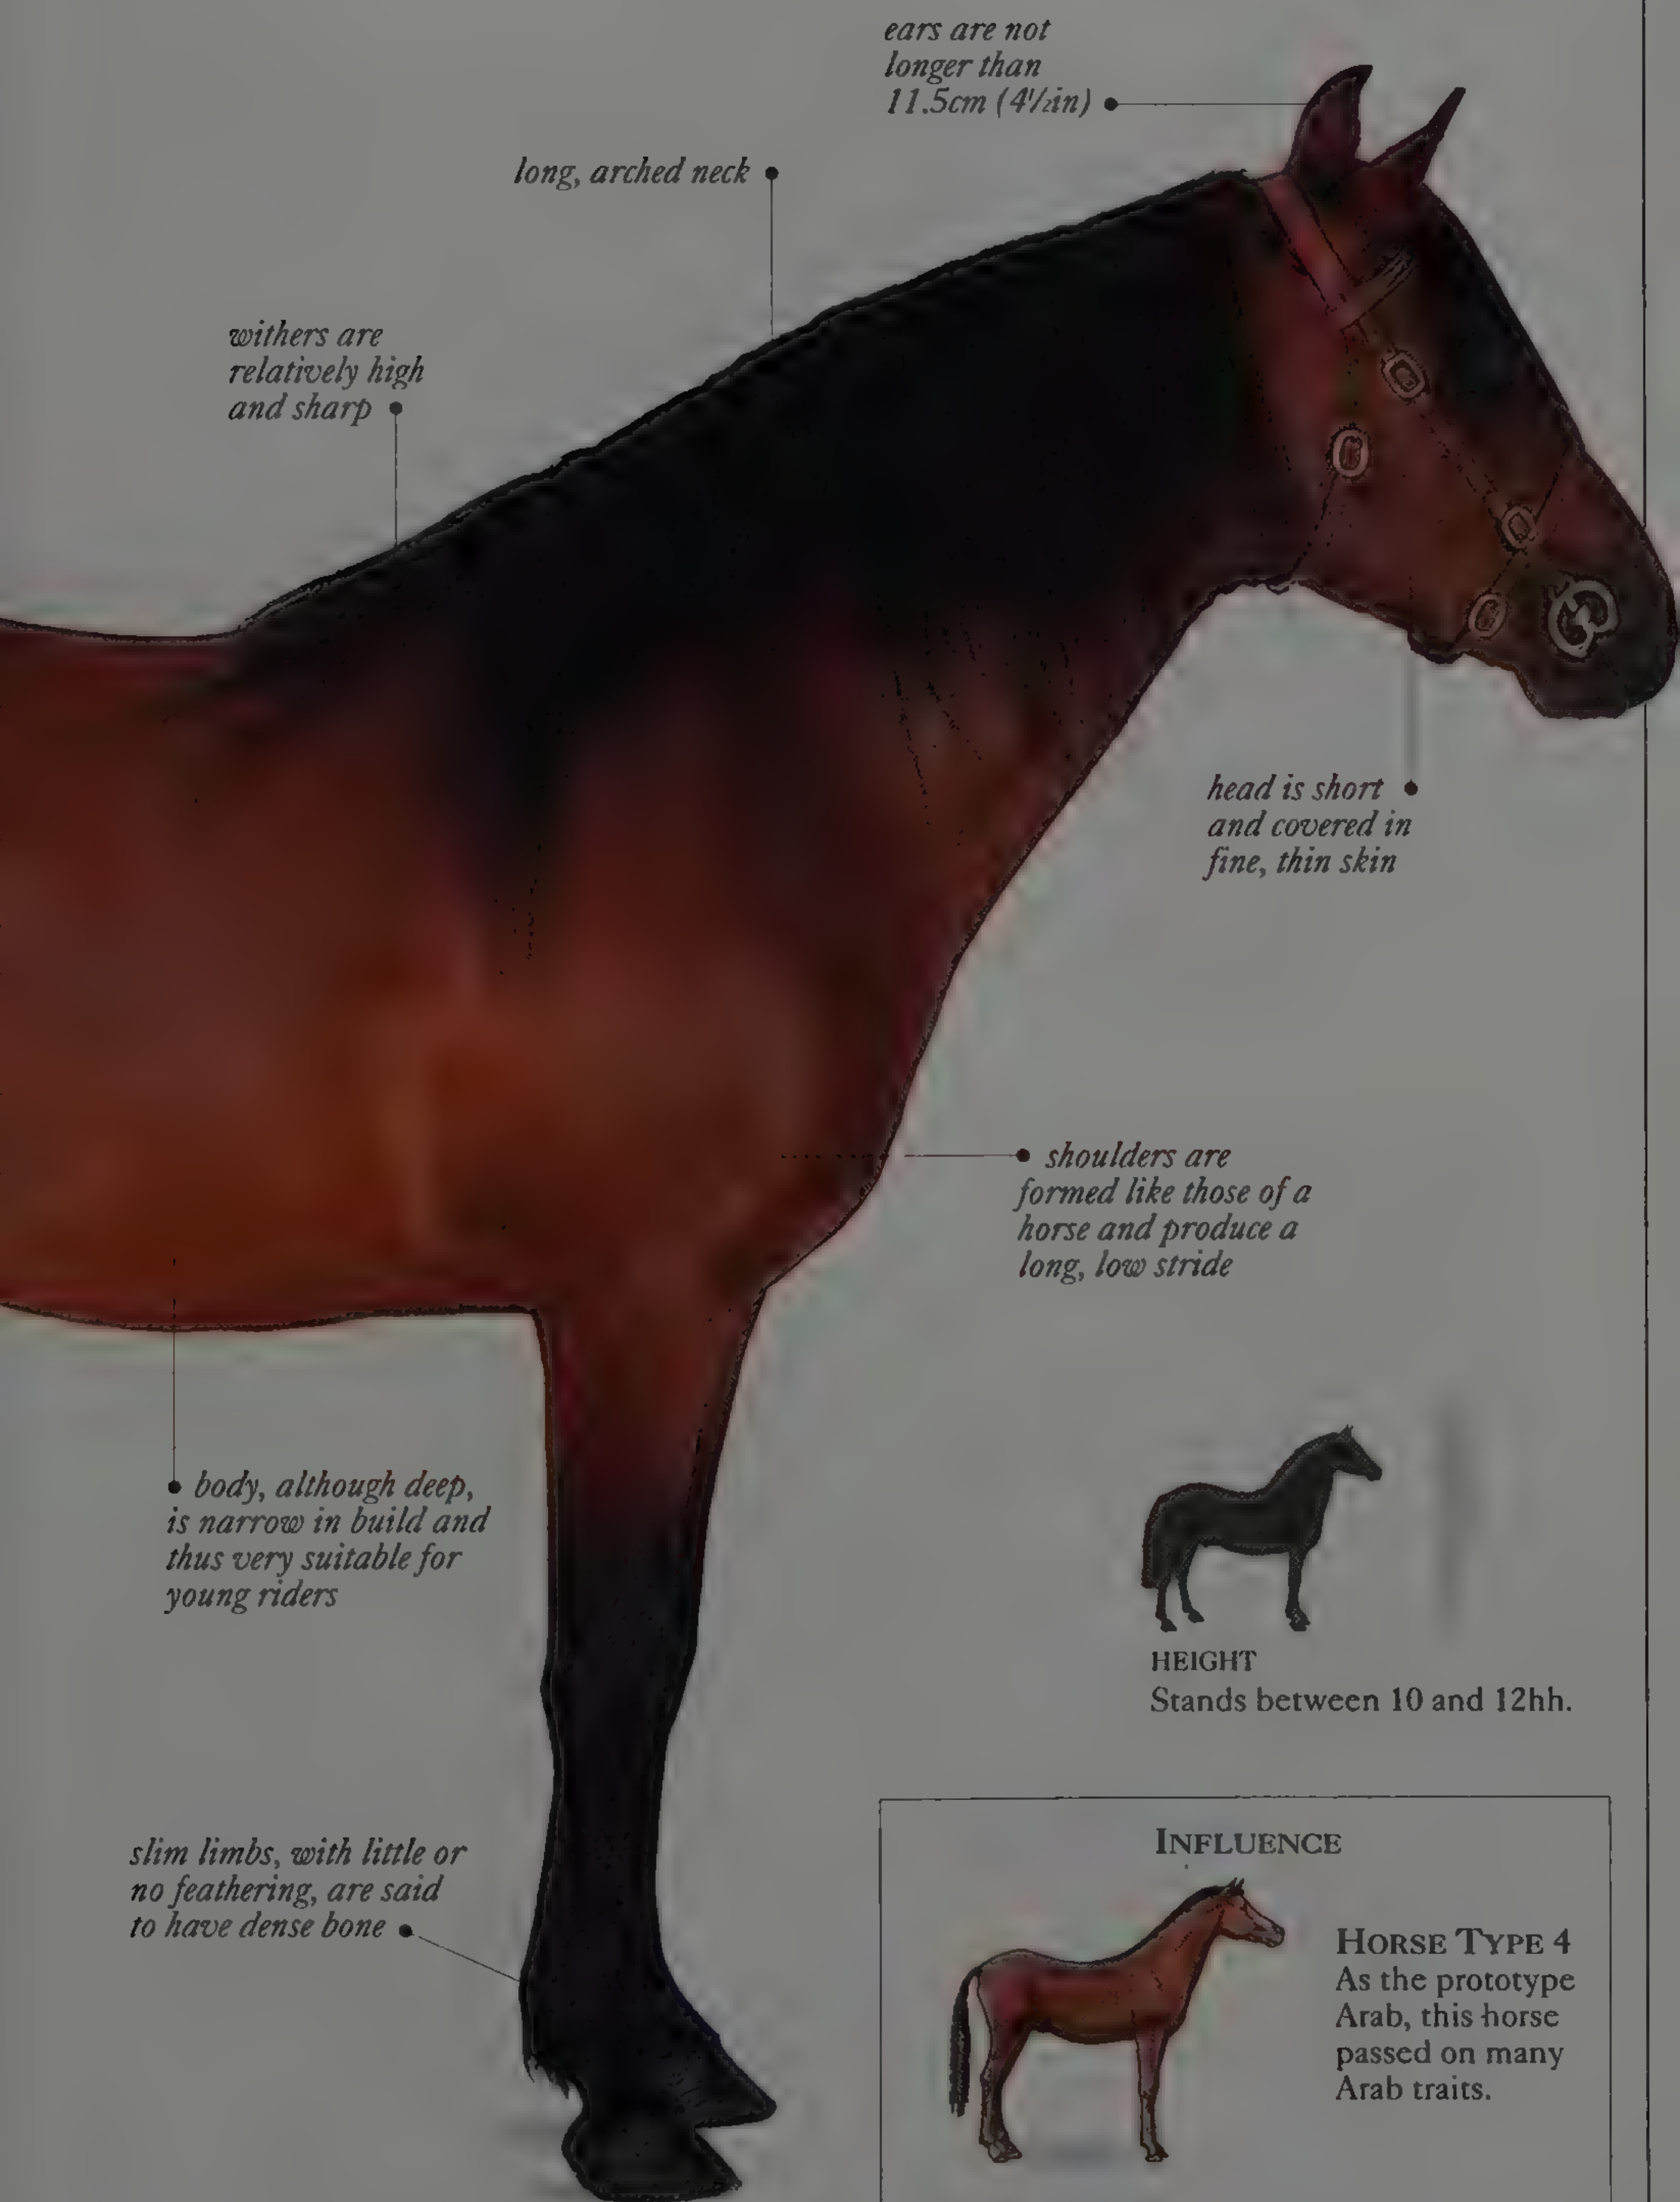 ears are not
longer than
11.5cm (4½in)
long, arched neck
withers are
relatively high
and sharp
head is short
and covered in
fine, thin skin
shoulders are
formed like those of a
horse and produce a
long, low stride
body, although deep,
is narrow in build and
thus very suitable for
young riders
HEIGHT
Stands between 10 and 12hh.
slim limbs, with little or
no feathering, are said
to have dense bone
INFLUENCE
HORSE TYPE 4
As the prototype
Arab, this horse
passed on many
Arab traits.